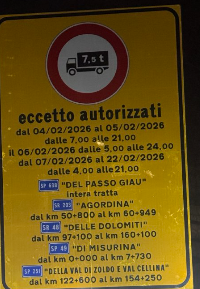 7,5 t
eccetto autorizzati
dal 04/02/2026 al 05/02/2026
dalle 7,00 alle 21,00
il 06/02/2026 dalle 5,00 alle 24,00
dal 07/02/2026 al 22/02/2026
dalle 4,00 alle 21,00
SP 638 "DEL PASSO GIAU"
intera tratta
SR 203 "AGORDINA"
dal km 50+800 al km 60+949
SR 48 "DELLE DOLOMITI"
dal km 97+100 al km 160+100
SP 49 "DI MISURINA"
dal km 0+000 al km 7+730
SP 251 "DELLA VAL DI ZOLDO E VAL CELLINA"
dal km 122+600 al km 154+250